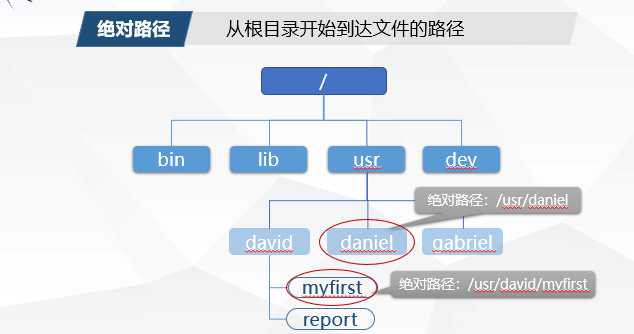 绝对路径
从根目录开始到达文件的路径
/
bin
lib
usr
dev
绝对路径：/usr/daniel
david
daniel
gabriel
myfirst
绝对路径：/usr/david/myfirst
report